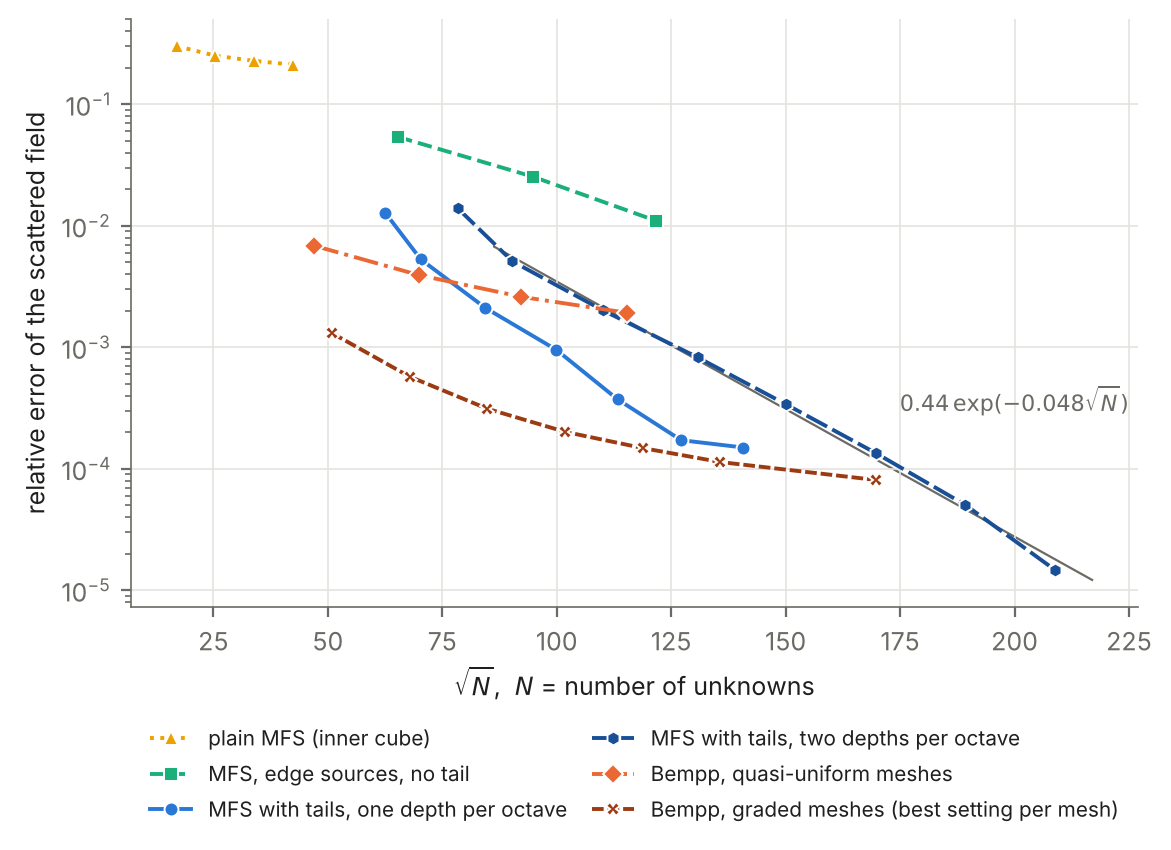 relative error of the scattered field
10⁻¹
10⁻²
10⁻³
10⁻⁴
10⁻⁵
0.44 exp(−0.048√N)
25 50 75 100 125 150 175 200 225
√N, N = number of unknowns
plain MFS (inner cube)
MFS, edge sources, no tail
MFS with tails, one depth per octave
MFS with tails, two depths per octave
Bempp, quasi-uniform meshes
Bempp, graded meshes (best setting per mesh)